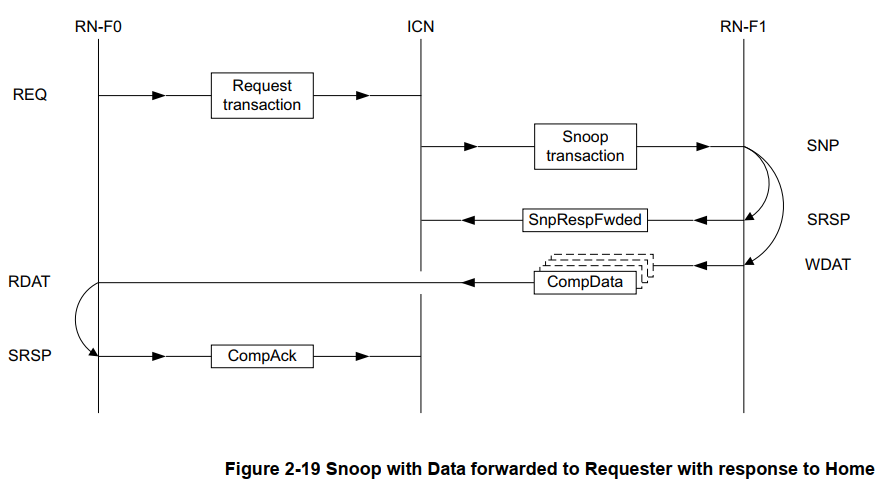 RN-F0 ICN RN-F1
REQ
Request
transaction
Snoop
transaction
SNP
SnpRespFwded
SRSP
WDAT
RDAT
CompData
SRSP
CompAck
Figure 2-19 Snoop with Data forwarded to Requester with response to Home